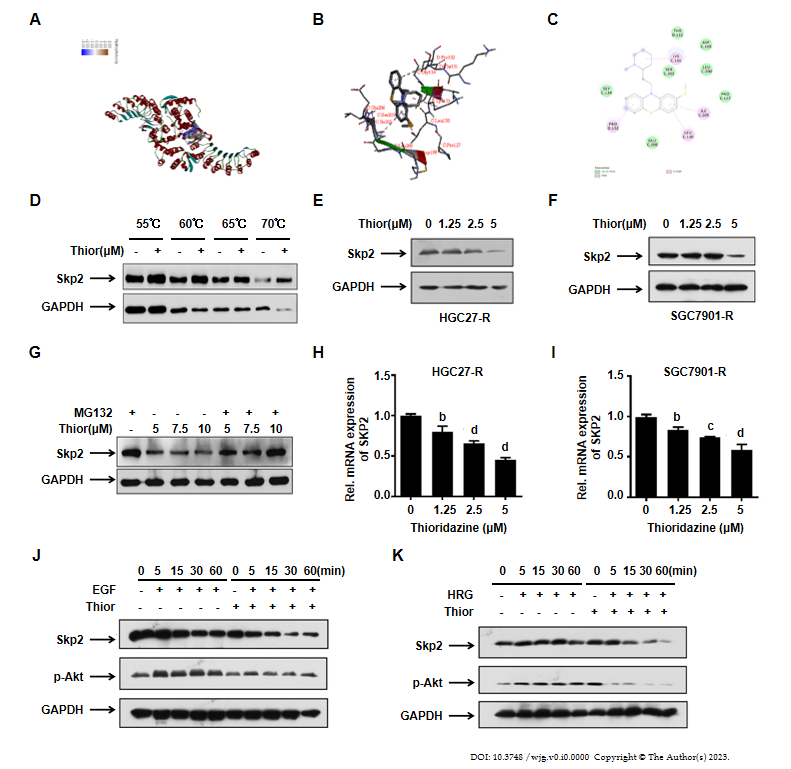 A
B
C
D
55℃ 60℃ 65℃ 70℃
Thior(μM) - + - + - + - +
Skp2
GAPDH
E
Thior(μM) 0 1.25 2.5 5
Skp2
GAPDH
HGC27-R
F
Thior(μM) 0 1.25 2.5 5
Skp2
GAPDH
SGC7901-R
G
MG132 + - - - + + +
Thior(μM) - 5 7.5 10 5 7.5 10
Skp2
GAPDH
H
HGC27-R
Rel. mRNA expression
of SKP2
1.5
1.0
0.5
0.0
b
d
d
0 1.25 2.5 5
Thioridazine (μM)
I
SGC7901-R
Rel. mRNA expression
of SKP2
1.5
1.0
0.5
0.0
b
c
d
0 1.25 2.5 5
Thioridazine (μM)
J
0 5 15 30 60 0 5 15 30 60(min)
EGF - + + + + - + + + +
Thior - - - - - + + + + +
Skp2
p-Akt
GAPDH
K
0 5 15 30 60 0 5 15 30 60(min)
HRG - + + + + - + + + +
Thior - - - - - + + + + +
Skp2
p-Akt
GAPDH
DOI: 10.3748 /wjg.v0.i0.0000 Copyright © The Author(s) 2023.